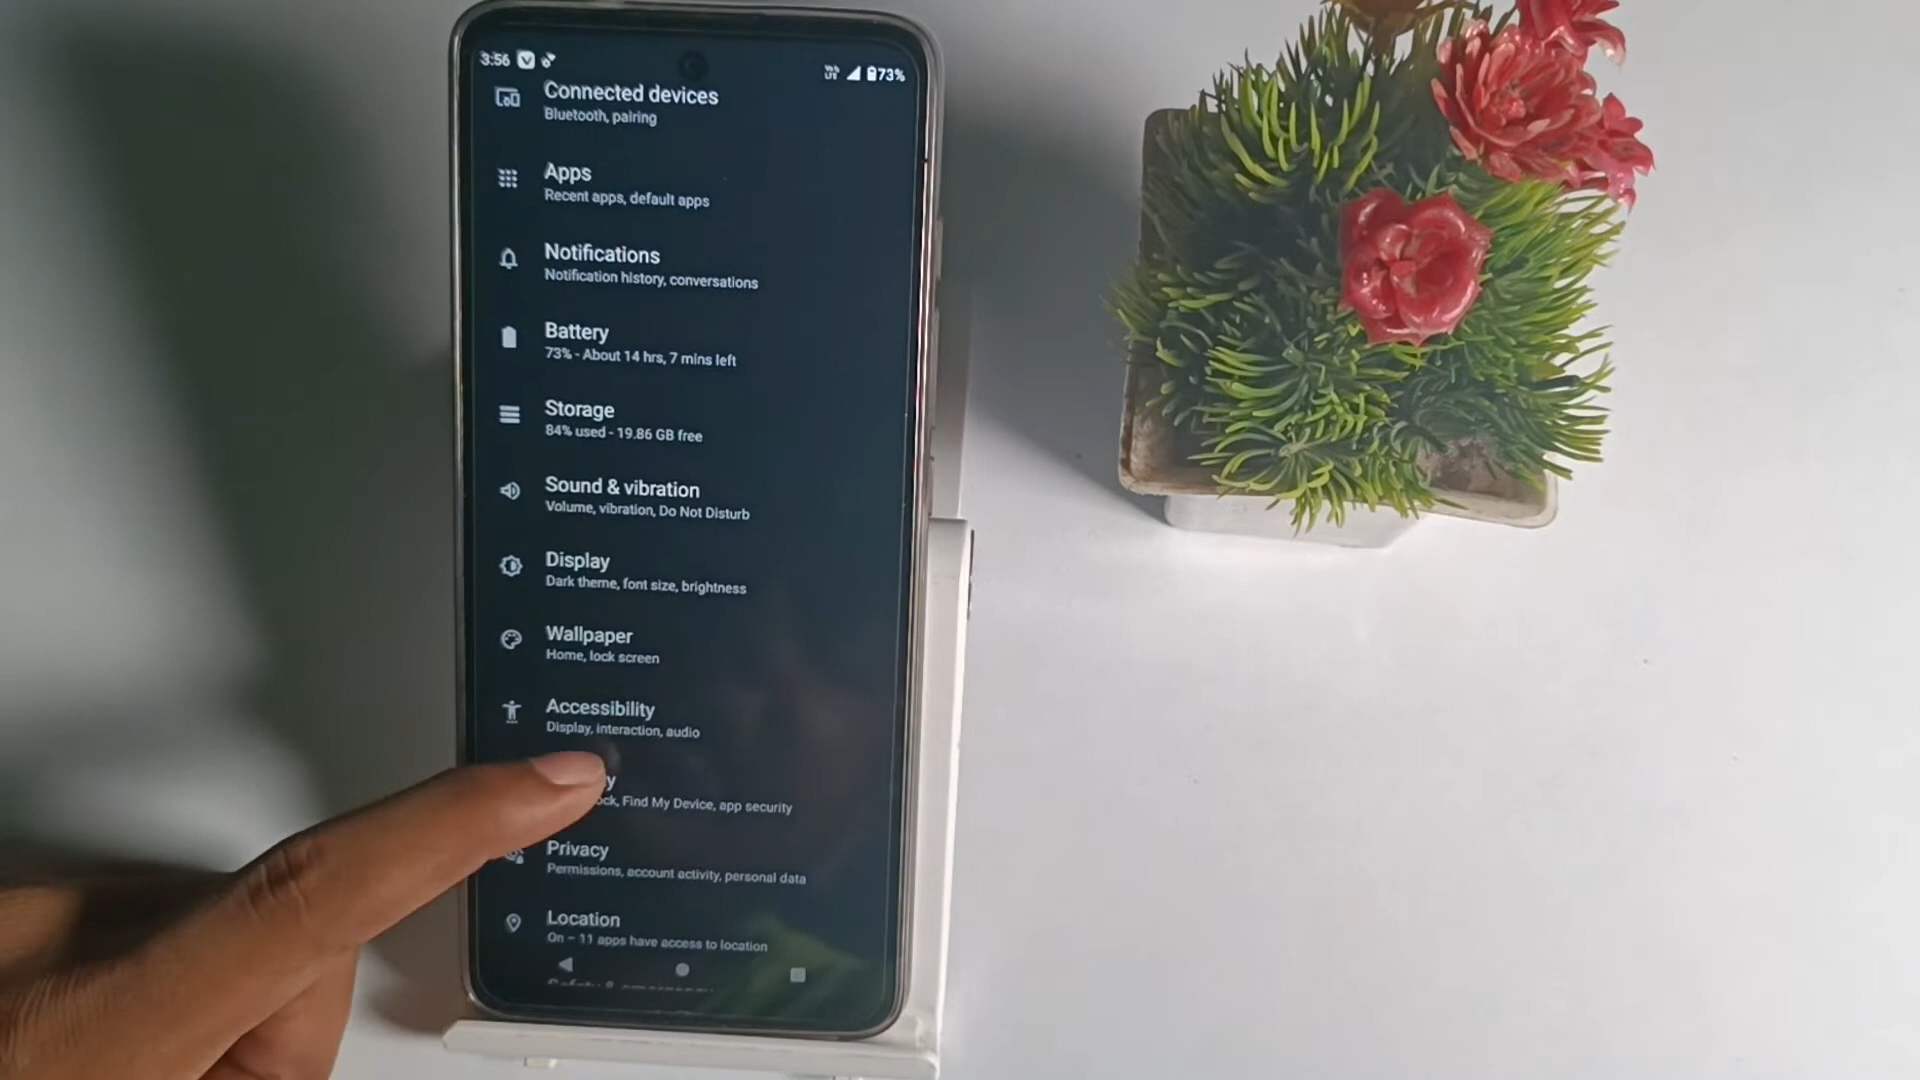 3:56
73%
Connected devices
Bluetooth, pairing
Apps
Recent apps, default apps
Notifications
Notification history, conversations
Battery
73% - About 14 hrs, 7 mins left
Storage
84% used - 19.86 GB free
Sound & vibration
Volume, vibration, Do Not Disturb
Display
Dark theme, font size, brightness
Wallpaper
Home, lock screen
Accessibility
Display, interaction, audio
Find My Device, app security
Privacy
Permissions, account activity, personal data
Location
On - 11 apps have access to location